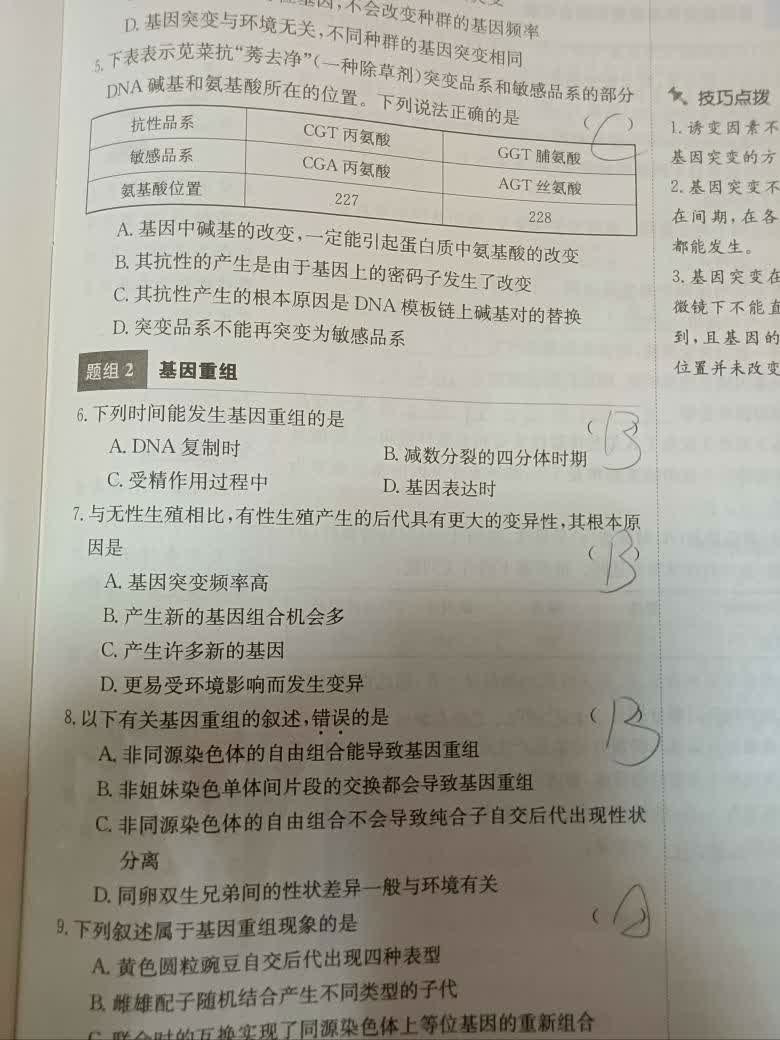 基因,不会改变种群的基因频率
D. 基因突变与环境无关,不同种群的基因突变相同
5. 下表表示苋菜抗“莠去净”(一种除草剂)突变品系和敏感品系的部分
DNA 碱基和氨基酸所在的位置。下列说法正确的是 ( C )
抗性品系 CGT 丙氨酸 GGT 脯氨酸
敏感品系 CGA 丙氨酸 AGT 丝氨酸
氨基酸位置 227 228
A. 基因中碱基的改变,一定能引起蛋白质中氨基酸的改变
B. 其抗性的产生是由于基因上的密码子发生了改变
C. 其抗性产生的根本原因是 DNA 模板链上碱基对的替换
D. 突变品系不能再突变为敏感品系
题组 2 基因重组
6. 下列时间能发生基因重组的是 ( B )
A. DNA 复制时 B. 减数分裂的四分体时期
C. 受精作用过程中 D. 基因表达时
7. 与无性生殖相比,有性生殖产生的后代具有更大的变异性,其根本原
因是 ( B )
A. 基因突变频率高
B. 产生新的基因组合机会多
C. 产生许多新的基因
D. 更易受环境影响而发生变异
8. 以下有关基因重组的叙述,错误的是 ( B )
A. 非同源染色体的自由组合能导致基因重组
B. 非姐妹染色单体间片段的交换都会导致基因重组
C. 非同源染色体的自由组合不会导致纯合子自交后代出现性状
分离
D. 同卵双生兄弟间的性状差异一般与环境有关
9. 下列叙述属于基因重组现象的是 ( )
A. 黄色圆粒豌豆自交后代出现四种表型
B. 雌雄配子随机结合产生不同类型的子代
C. 联会时的互换实现了同源染色体上等位基因的重新组合
技巧点拨
1. 诱变因素不
基因突变的方
2. 基因突变不
在间期,在各
都能发生。
3. 基因突变在
微镜下不能直
到,且基因的
位置并未改变